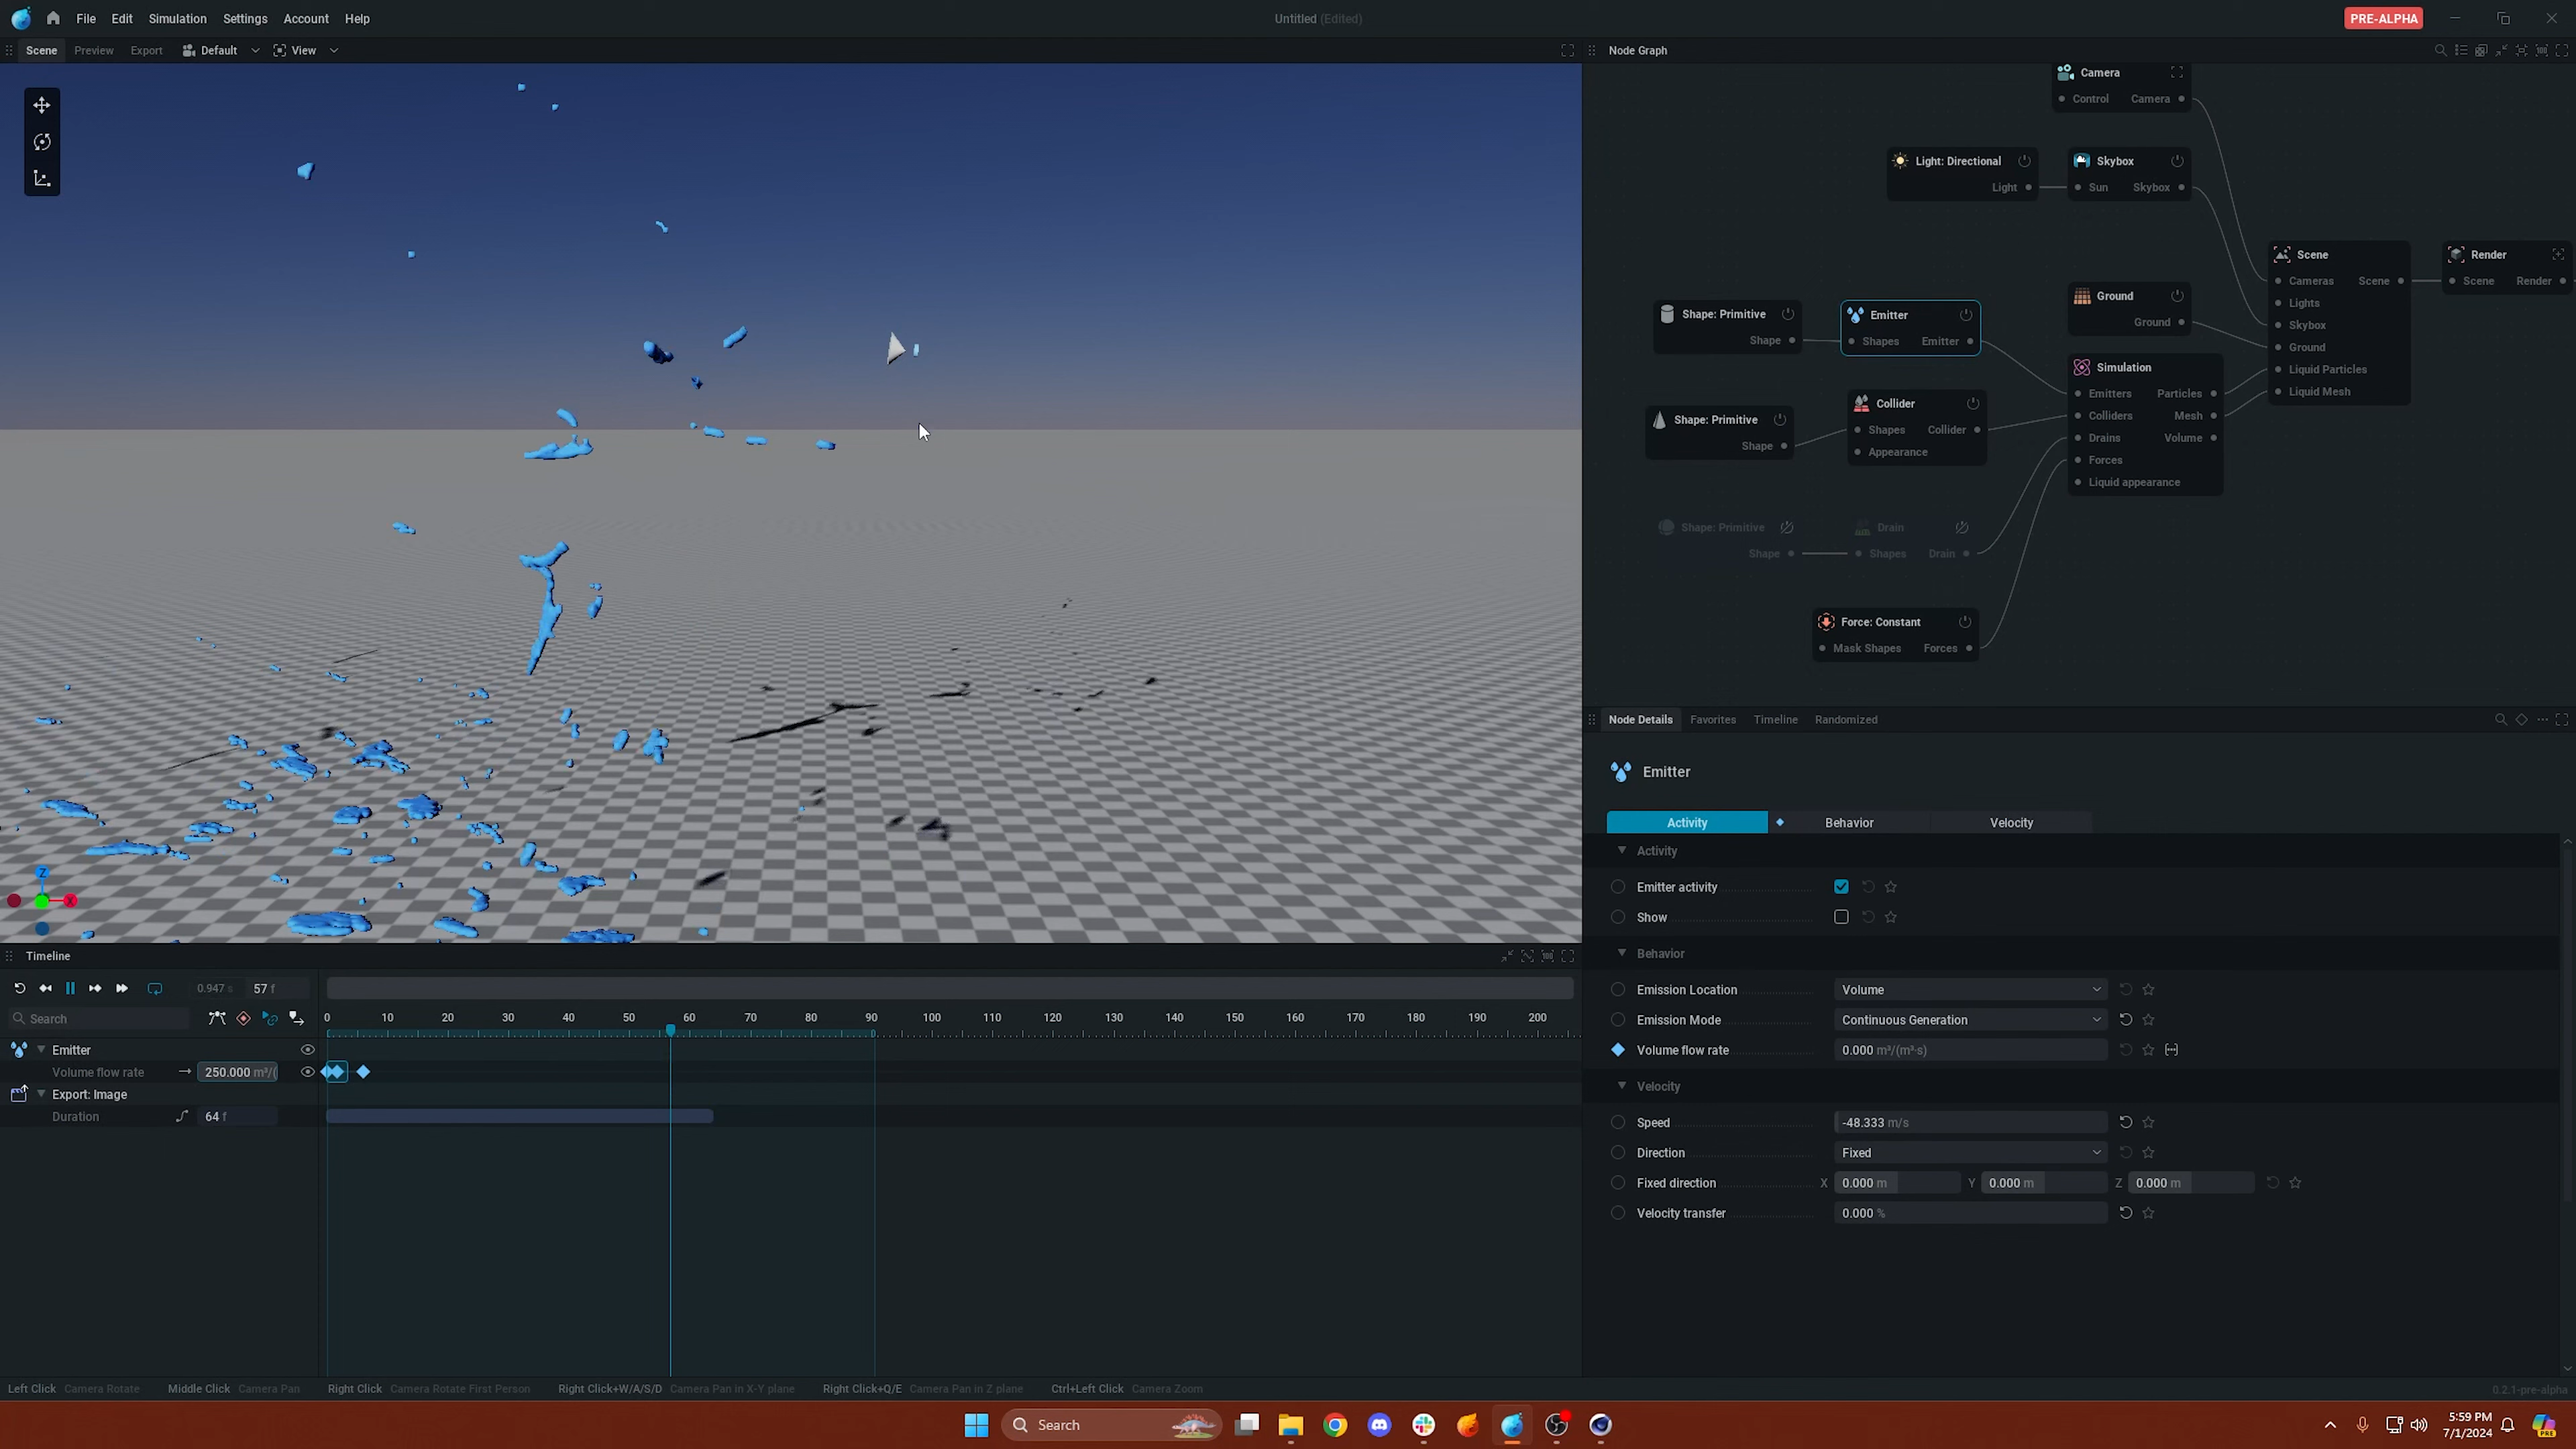 File Edit Simulation Settings Account Help
Untitled (Edited)
PRE-ALPHA
Scene Preview Export Default View
Node Graph
Camera
Control Camera
Light: Directional
Light
Skybox
Sun Skybox
Shape: Primitive
Shape
Emitter
Shapes Emitter
Ground
Ground
Scene
Cameras Scene
Lights
Skybox
Ground
Liquid Particles
Liquid Mesh
Render
Scene Render
Shape: Primitive
Shape
Collider
Shapes Collider
Appearance
Simulation
Emitters Particles
Colliders Mesh
Drains Volume
Forces
Liquid appearance
Shape: Primitive
Shape
Drain
Shapes Drain
Force: Constant
Mask Shapes Forces
Z
X
Node Details Favorites Timeline Randomized
Emitter
Activity Behavior Velocity
Activity
Emitter activity
Show
Behavior
Emission Location Volume
Emission Mode Continuous Generation
Volume flow rate 0.000 m³/(m³·s)
Velocity
Speed -48.333 m/s
Direction Fixed
Fixed direction X 0.000 m Y 0.000 m Z 0.000 m
Velocity transfer 0.000 %
Timeline
0.947 s 57 f
Search
0 10 20 30 40 50 60 70 80 90 100 110 120 130 140 150 160 170 180 190 200
Emitter
Volume flow rate 250.000 m³/(
Export: Image
Duration 64 f
Left Click Camera Rotate Middle Click Camera Pan Right Click Camera Rotate First Person Right Click+W/A/S/D Camera Pan in X-Y plane Right Click+Q/E Camera Pan in Z plane Ctrl+Left Click Camera Zoom
0.2.1-pre-alpha
Search
5:59 PM
7/1/2024
PRE